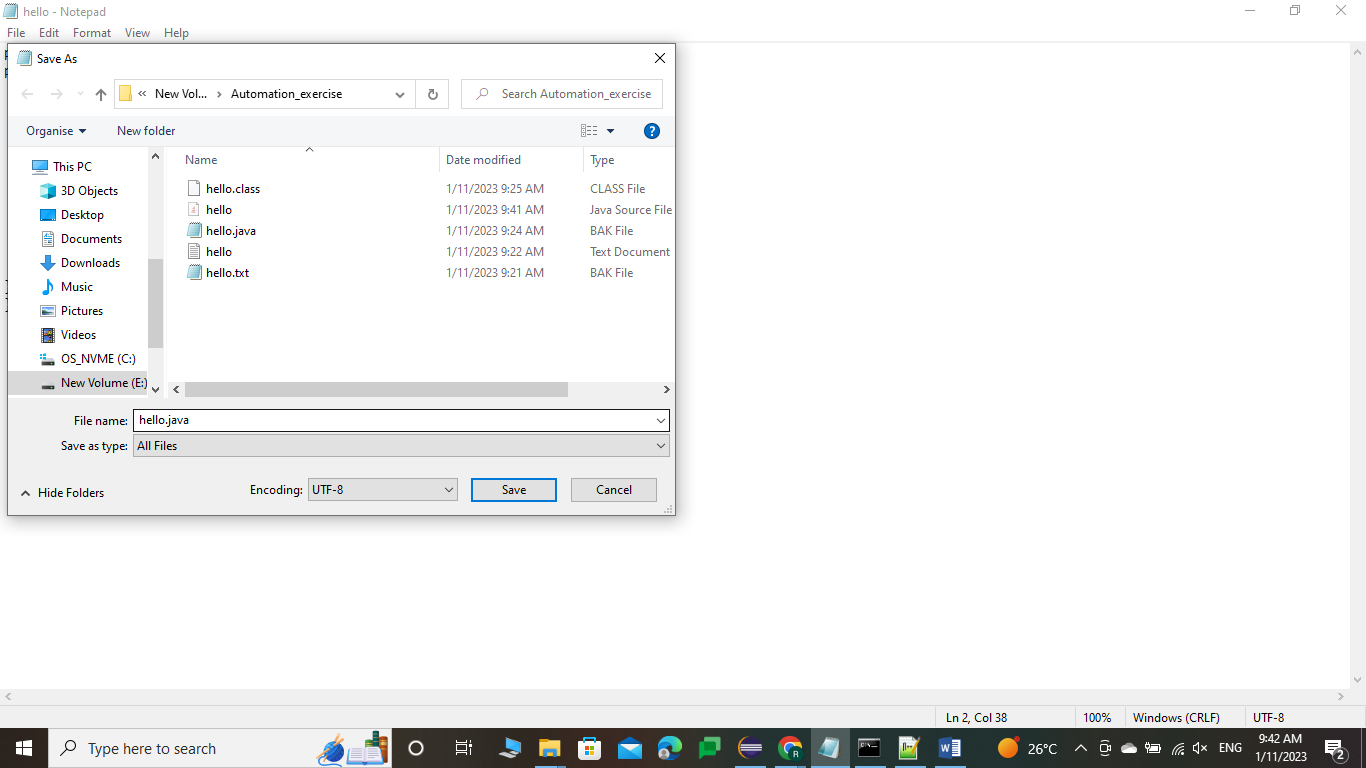 hello - Notepad
File Edit Format View Help
Save As
« New Vol... › Automation_exercise
Search Automation_exercise
Organise New folder
Name Date modified Type
This PC
3D Objects
Desktop
Documents
Downloads
Music
Pictures
Videos
OS_NVME (C:)
New Volume (E:)
hello.class 1/11/2023 9:25 AM CLASS File
hello 1/11/2023 9:41 AM Java Source File
hello.java 1/11/2023 9:24 AM BAK File
hello 1/11/2023 9:22 AM Text Document
hello.txt 1/11/2023 9:21 AM BAK File
File name: hello.java
Save as type: All Files
Hide Folders
Encoding: UTF-8 Save Cancel
Ln 2, Col 38 100% Windows (CRLF) UTF-8
Type here to search
26°C ENG
9:42 AM
1/11/2023
2